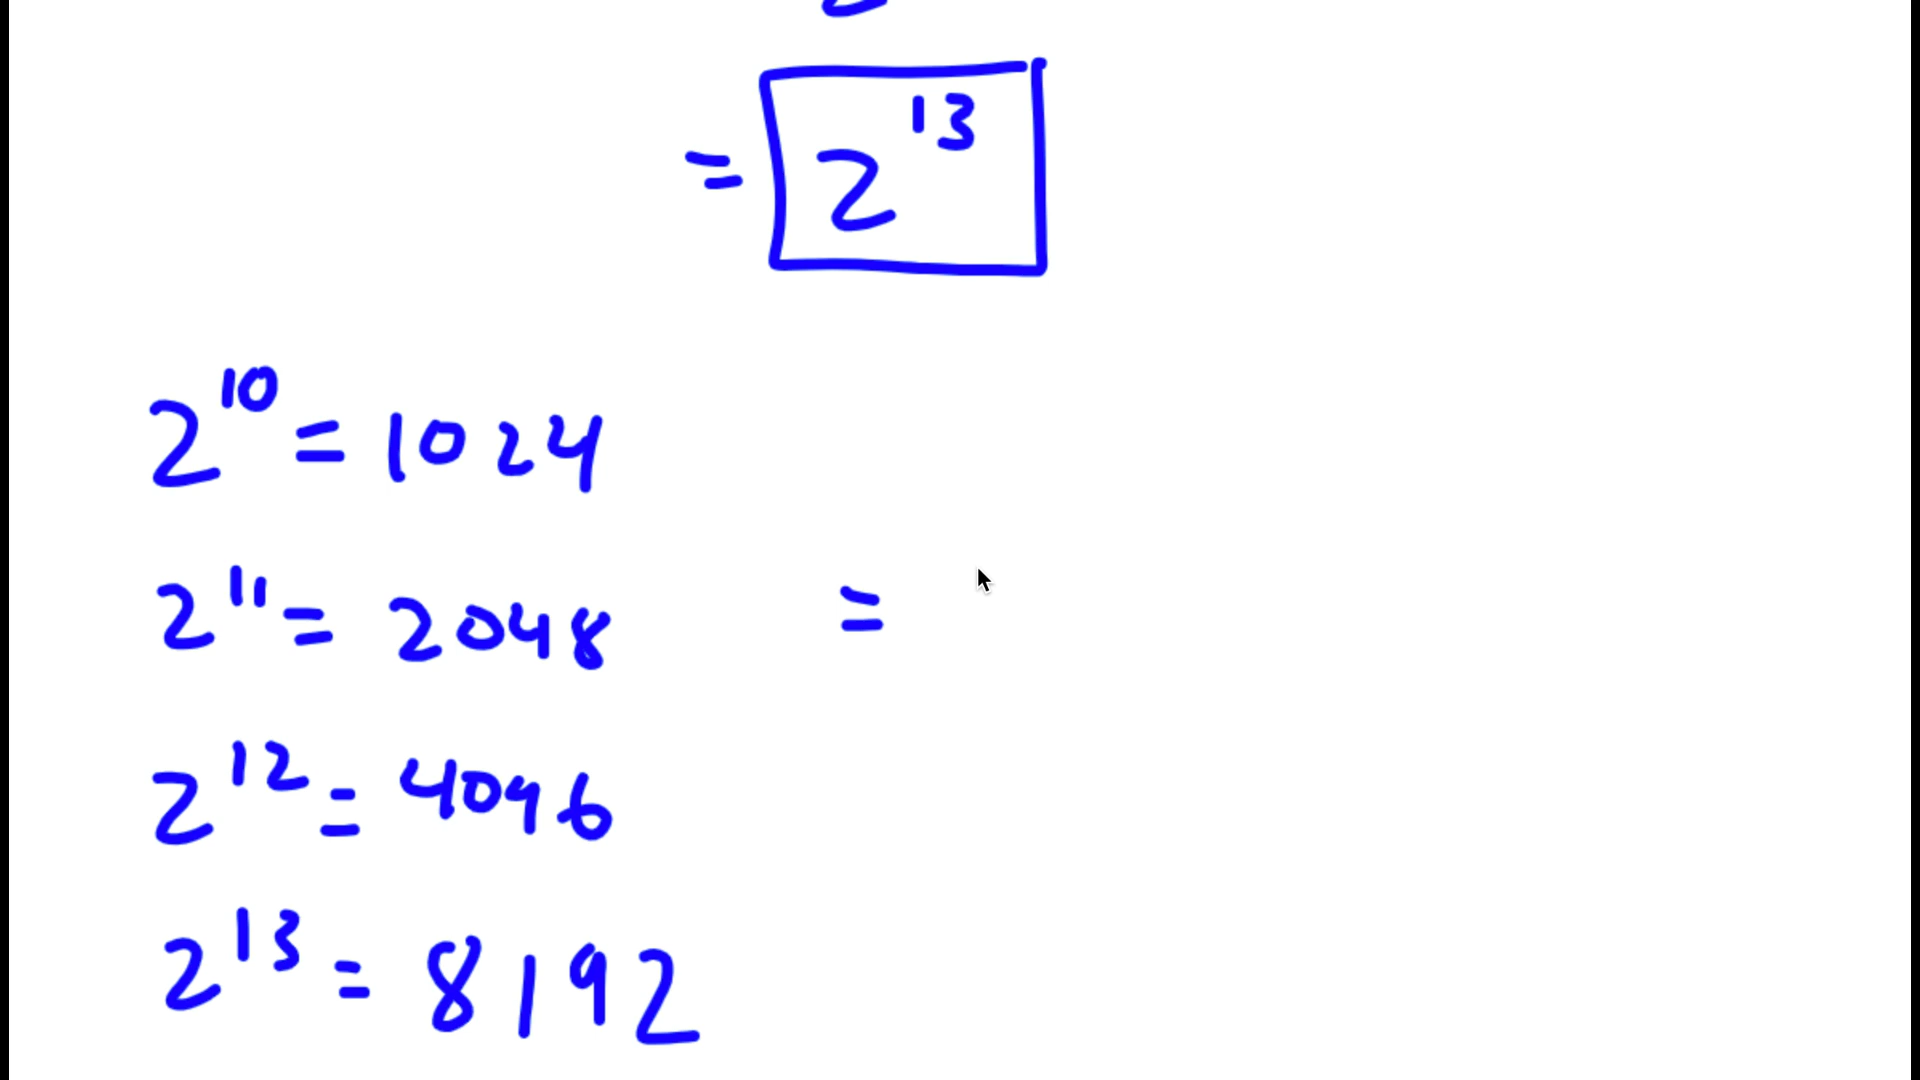 = 2^13
2^10 = 1024
2^11 = 2048 =
2^12 = 4096
2^13 = 8192